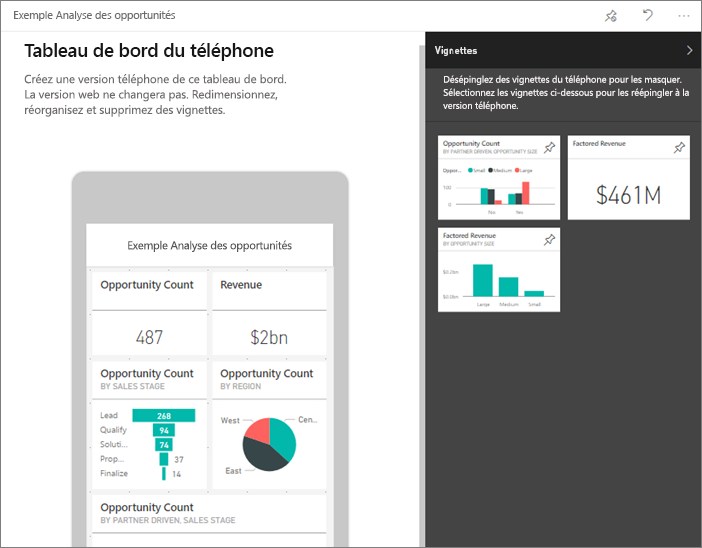 Exemple Analyse des opportunités
Tableau de bord du téléphone
Créez une version téléphone de ce tableau de bord.
La version web ne changera pas. Redimensionnez,
réorganisez et supprimez des vignettes.
Exemple Analyse des opportunités
Opportunity Count
487
Revenue
$2bn
Opportunity Count
BY SALES STAGE
Lead 268
Qualify 94
Soluti... 74
Prop... 37
Finalize 14
Opportunity Count
BY REGION
West
Cen...
East
Opportunity Count
BY PARTNER DRIVEN, SALES STAGE
Vignettes
Désépinglez des vignettes du téléphone pour les masquer.
Sélectionnez les vignettes ci-dessous pour les réépingler à la
version téléphone.
Opportunity Count
BY PARTNER DRIVEN, OPPORTUNITY SIZE
Oppor... Small Medium Large
100
0
No Yes
Factored Revenue
$461M
Factored Revenue
BY OPPORTUNITY SIZE
$0.2bn
$0.0bn
Large Medium Small